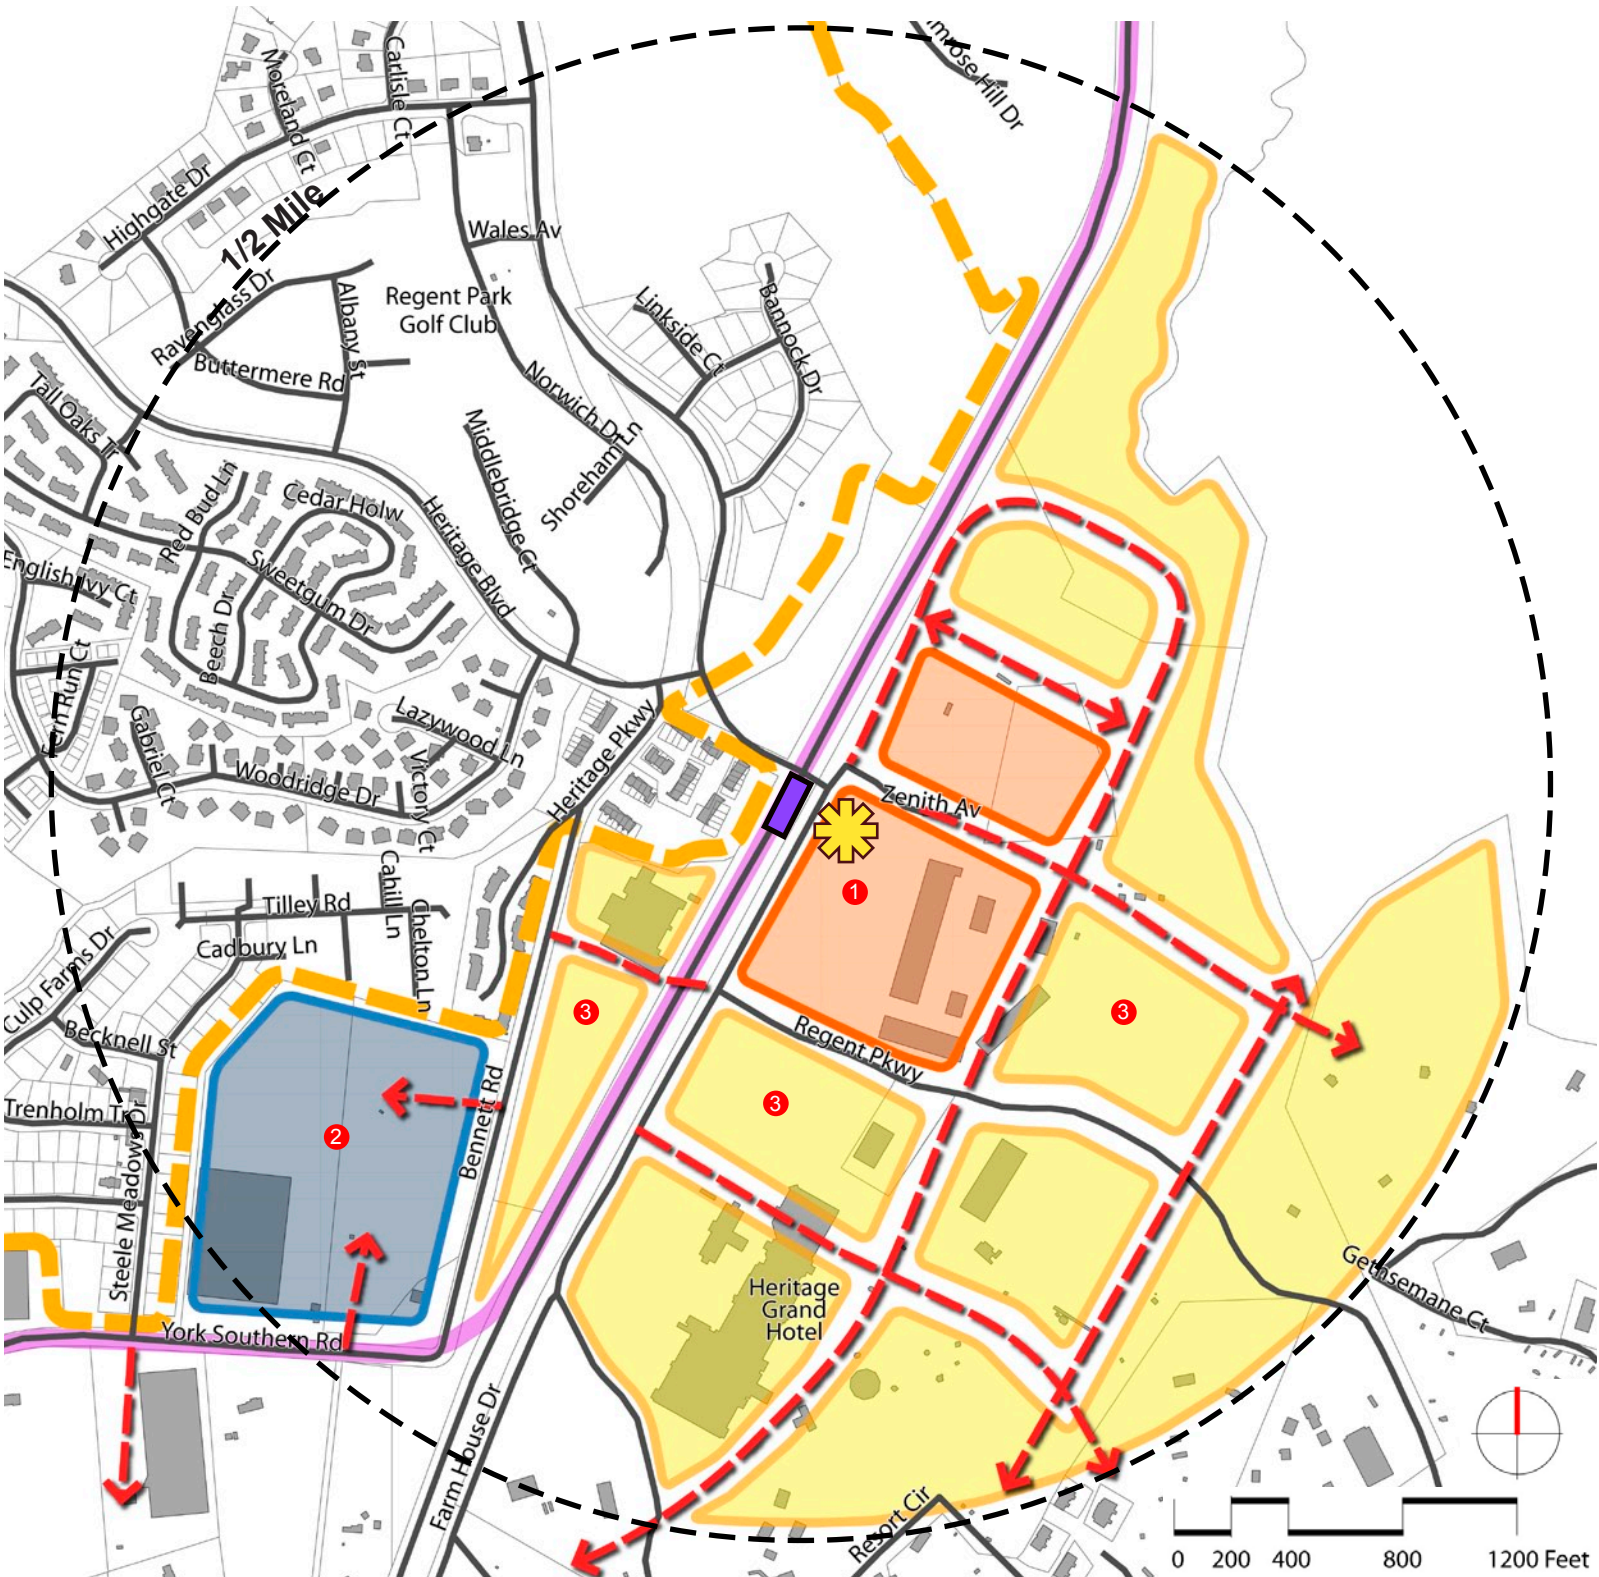 Moreland Ct
Carlisle Ct
Primrose Hill Dr
Highgate Dr
1/2 Mile
Wales Av
Ravenglass Dr
Albany St
Regent Park
Golf Club
Linkside Ct
Bannock Dr
Buttermere Rd
Tall Oaks Tr
Norwich Dr
Shoreham Ln
Middlebridge Ct
Red Bud Ln
Cedar Holw
Heritage Blvd
English Ivy Ct
Sweetgum Dr
Beech Dr
Fern Run Ct
Gabriel Ct
Lazywood Ln
Heritage Pkwy
Woodridge Dr
Victory Ct
Zenith Av
1
Cahill Ln
Chelton Ln
Tilley Rd
Cadbury Ln
Culp Farms Dr
Becknell St
3
3
Regent Pkwy
Trenholm Tr
Steele Meadows Dr
2
Bennett Rd
3
Gethsemane Ct
Heritage
Grand
Hotel
York Southern Rd
Farm House Dr
Resort Cir
0 200 400 800 1200 Feet